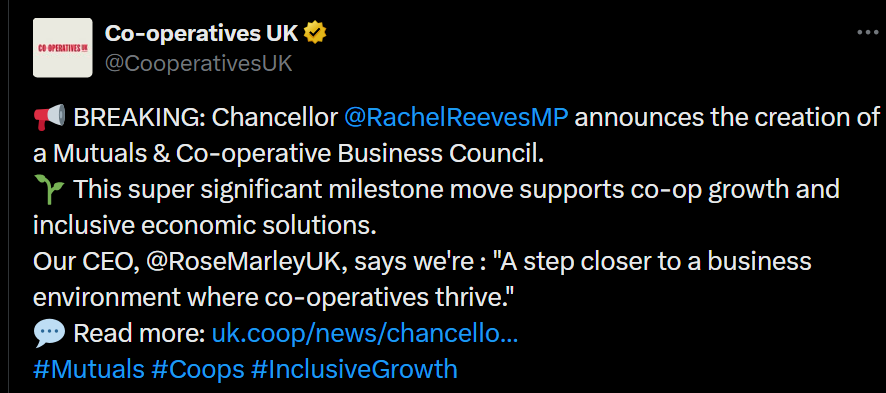 CO-OPERATIVES UK
Co-operatives UK
@CooperativesUK
BREAKING: Chancellor @RachelReevesMP announces the creation of
a Mutuals & Co-operative Business Council.
This super significant milestone move supports co-op growth and
inclusive economic solutions.
Our CEO, @RoseMarleyUK, says we're : "A step closer to a business
environment where co-operatives thrive."
Read more: uk.coop/news/chancello...
#Mutuals #Coops #InclusiveGrowth